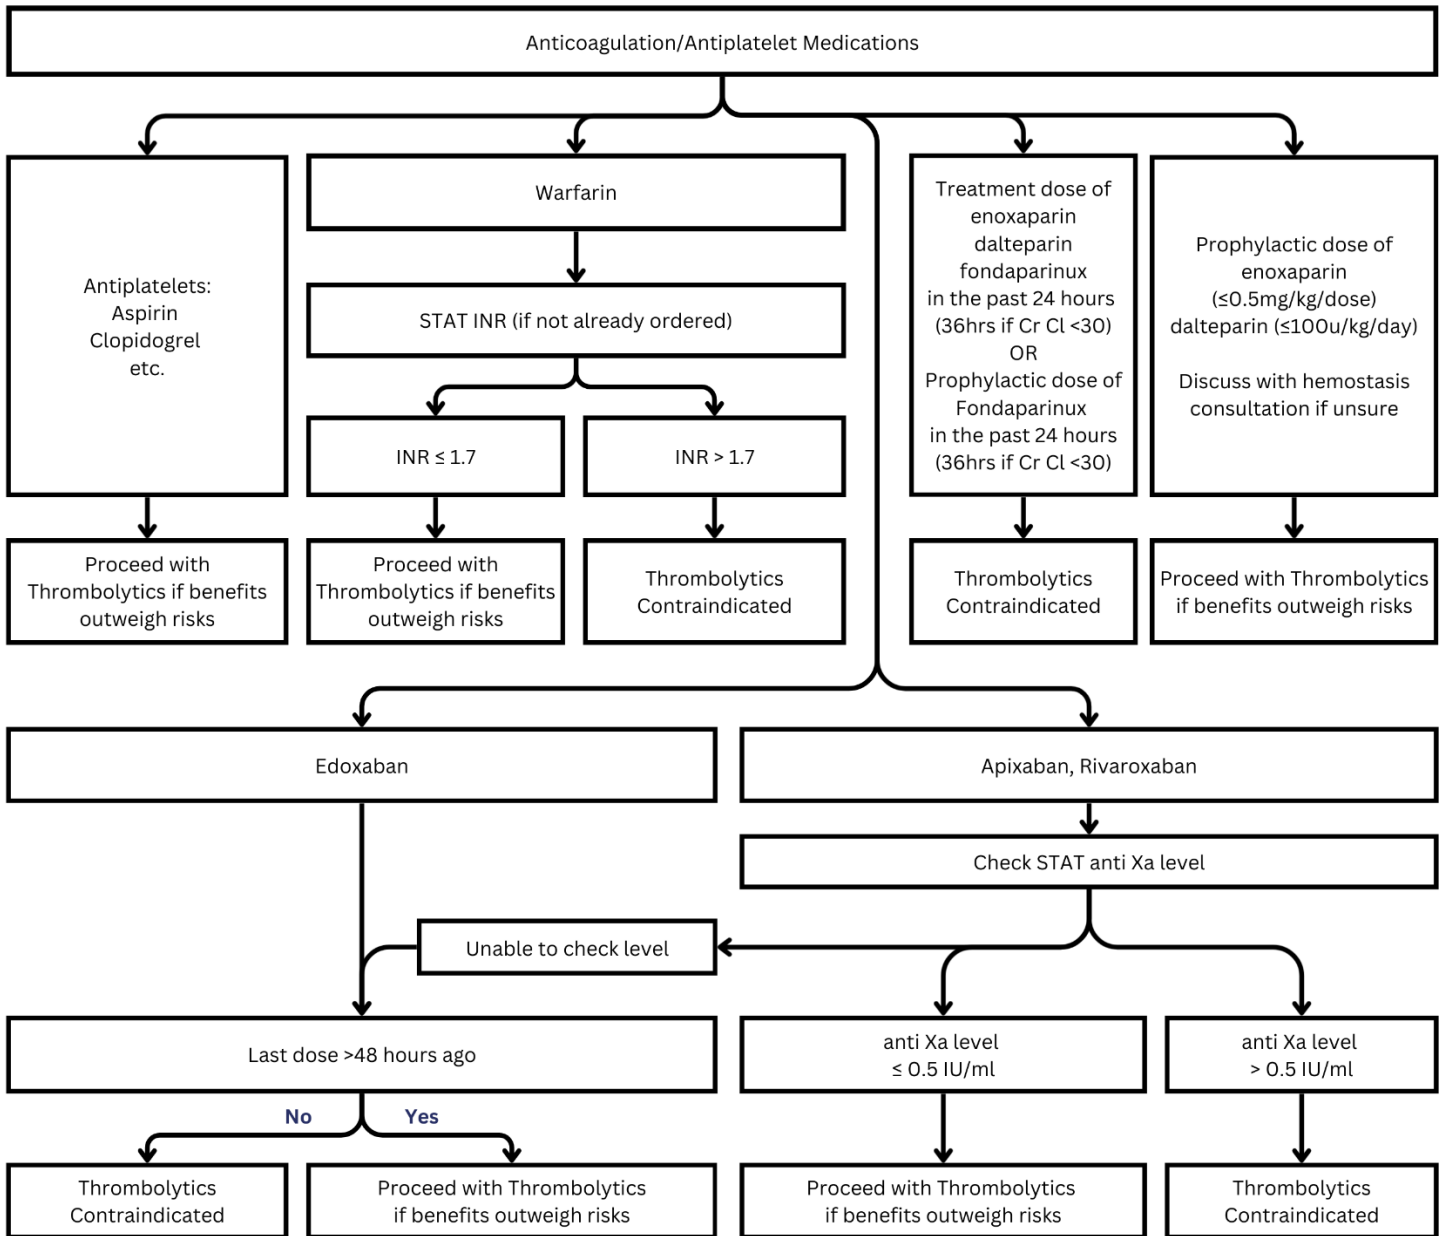 Anticoagulation/Antiplatelet Medications
Antiplatelets:
Aspirin
Clopidogrel
etc.
Proceed with
Thrombolytics if benefits
outweigh risks
Warfarin
STAT INR (if not already ordered)
INR ≤ 1.7
Proceed with
Thrombolytics if benefits
outweigh risks
INR > 1.7
Thrombolytics
Contraindicated
Treatment dose of
enoxaparin
dalteparin
fondaparinux
in the past 24 hours
(36hrs if Cr Cl <30)
OR
Prophylactic dose of
Fondaparinux
in the past 24 hours
(36hrs if Cr Cl <30)
Thrombolytics
Contraindicated
Prophylactic dose of
enoxaparin
(≤0.5mg/kg/dose)
dalteparin (≤100u/kg/day)
Discuss with hemostasis
consultation if unsure
Proceed with Thrombolytics
if benefits outweigh risks
Edoxaban
Apixaban, Rivaroxaban
Check STAT anti Xa level
Unable to check level
Last dose >48 hours ago
No
Yes
Thrombolytics
Contraindicated
Proceed with Thrombolytics
if benefits outweigh risks
anti Xa level
≤ 0.5 IU/ml
Proceed with Thrombolytics
if benefits outweigh risks
anti Xa level
> 0.5 IU/ml
Thrombolytics
Contraindicated